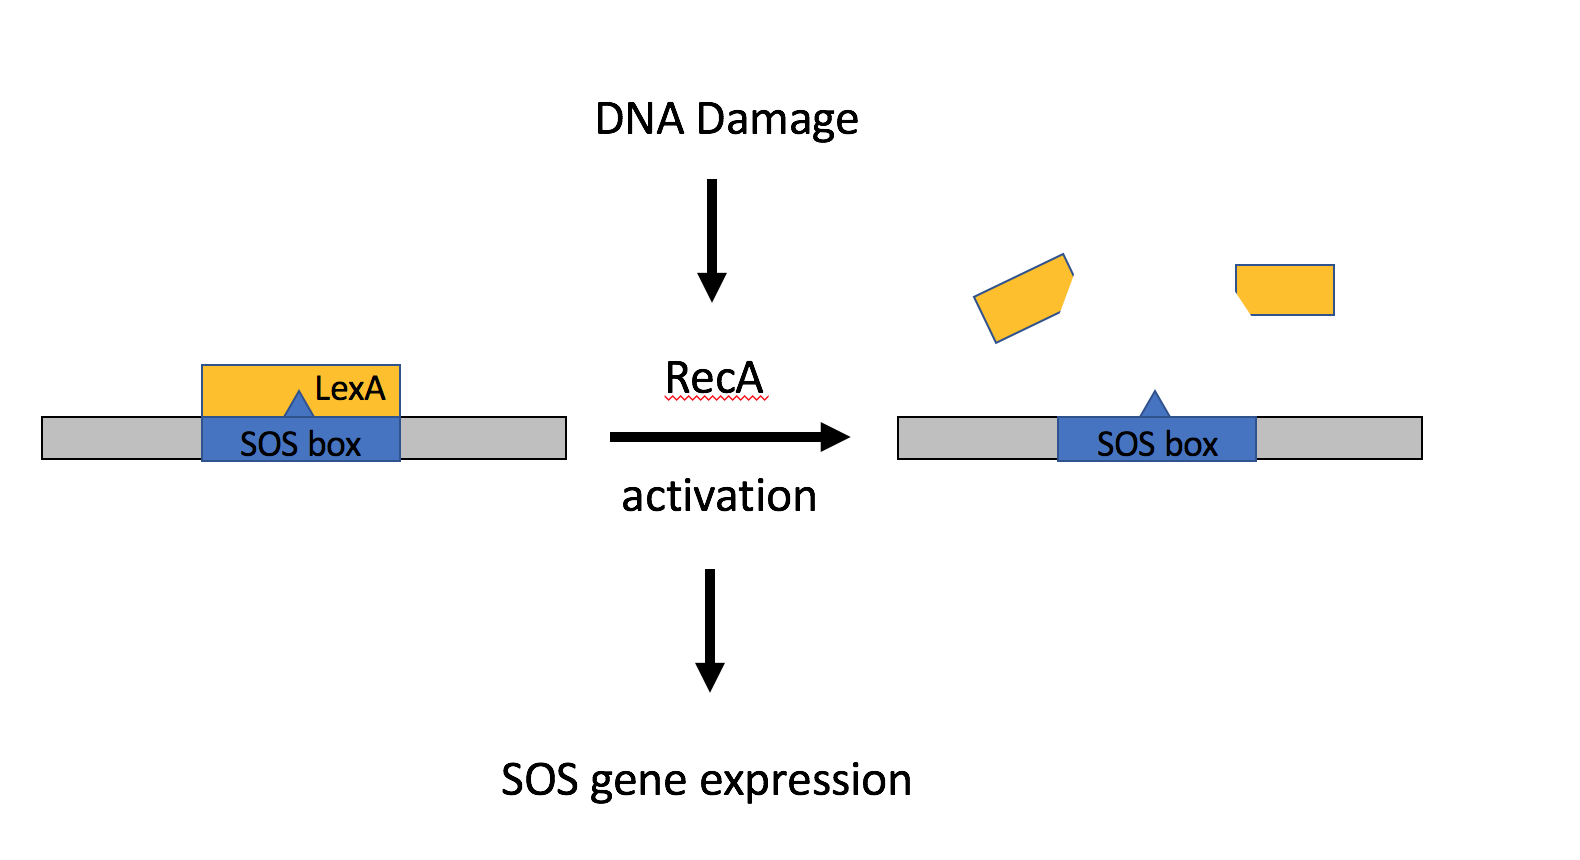 DNA Damage
RecA
LexA
SOS box
SOS box
activation
SOS gene expression